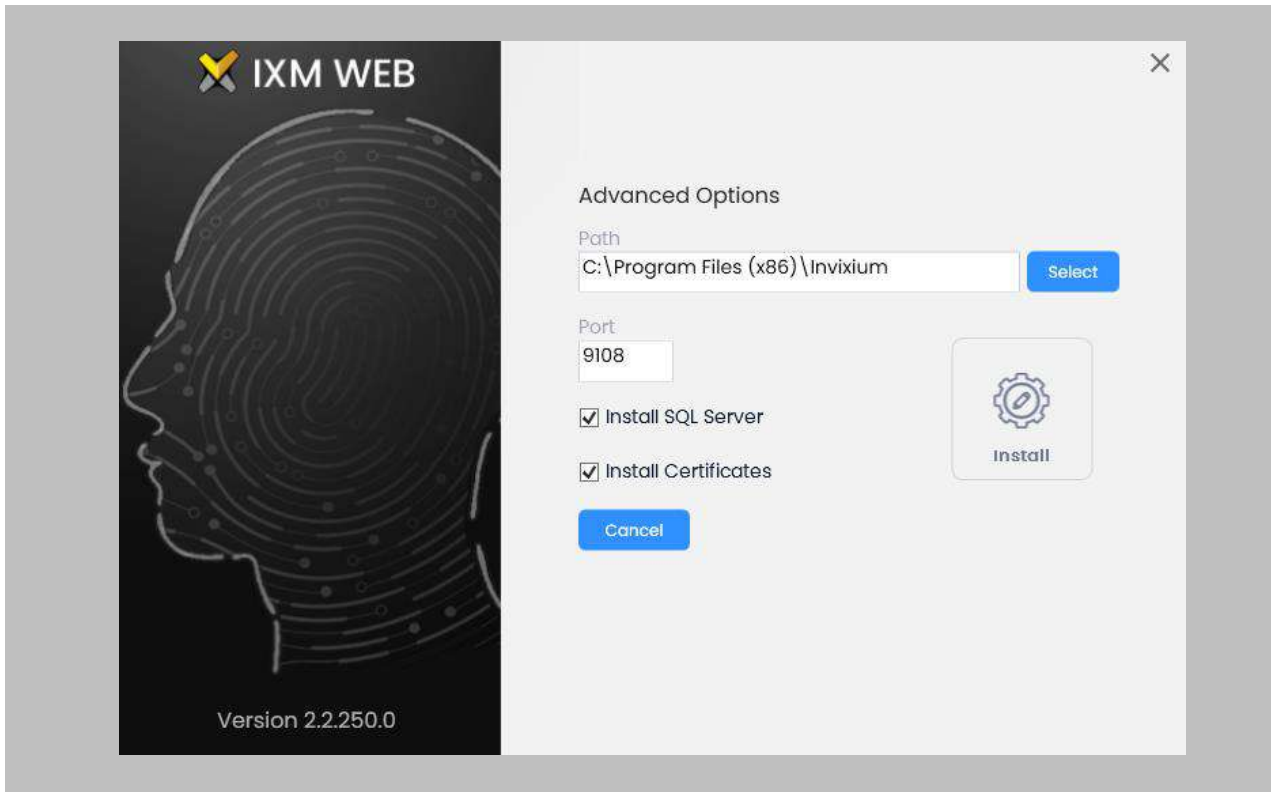 IXM WEB
Advanced Options
Path
C:\Program Files (x86)\Invixium
Select
Port
9108
Install SQL Server
Install
Install Certificates
Cancel
Version 2.2.250.0